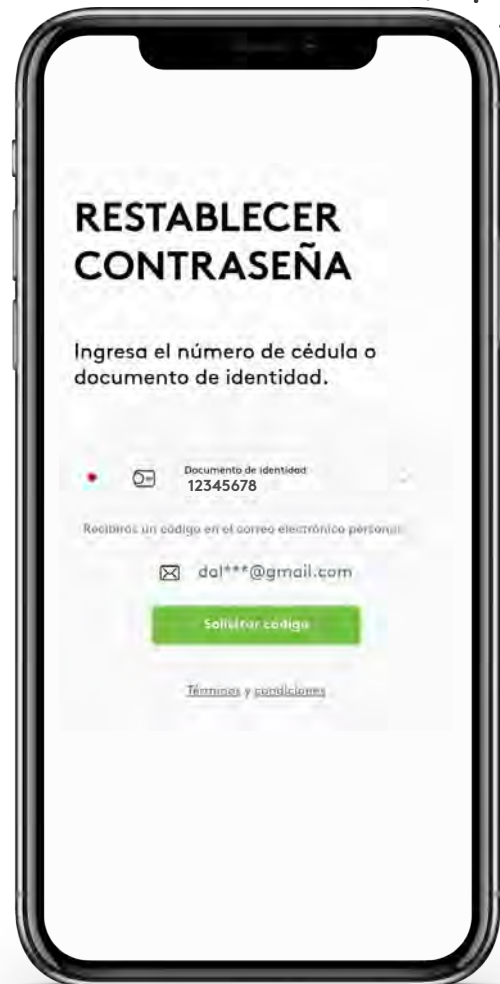 RESTABLECER
CONTRASEÑA
Ingresa el número de cédula o
documento de identidad.
Documento de identidad
12345678
Recibirás un código en el correo electrónico personal
dal***@gmail.com
Solicitar código
Términos y condiciones